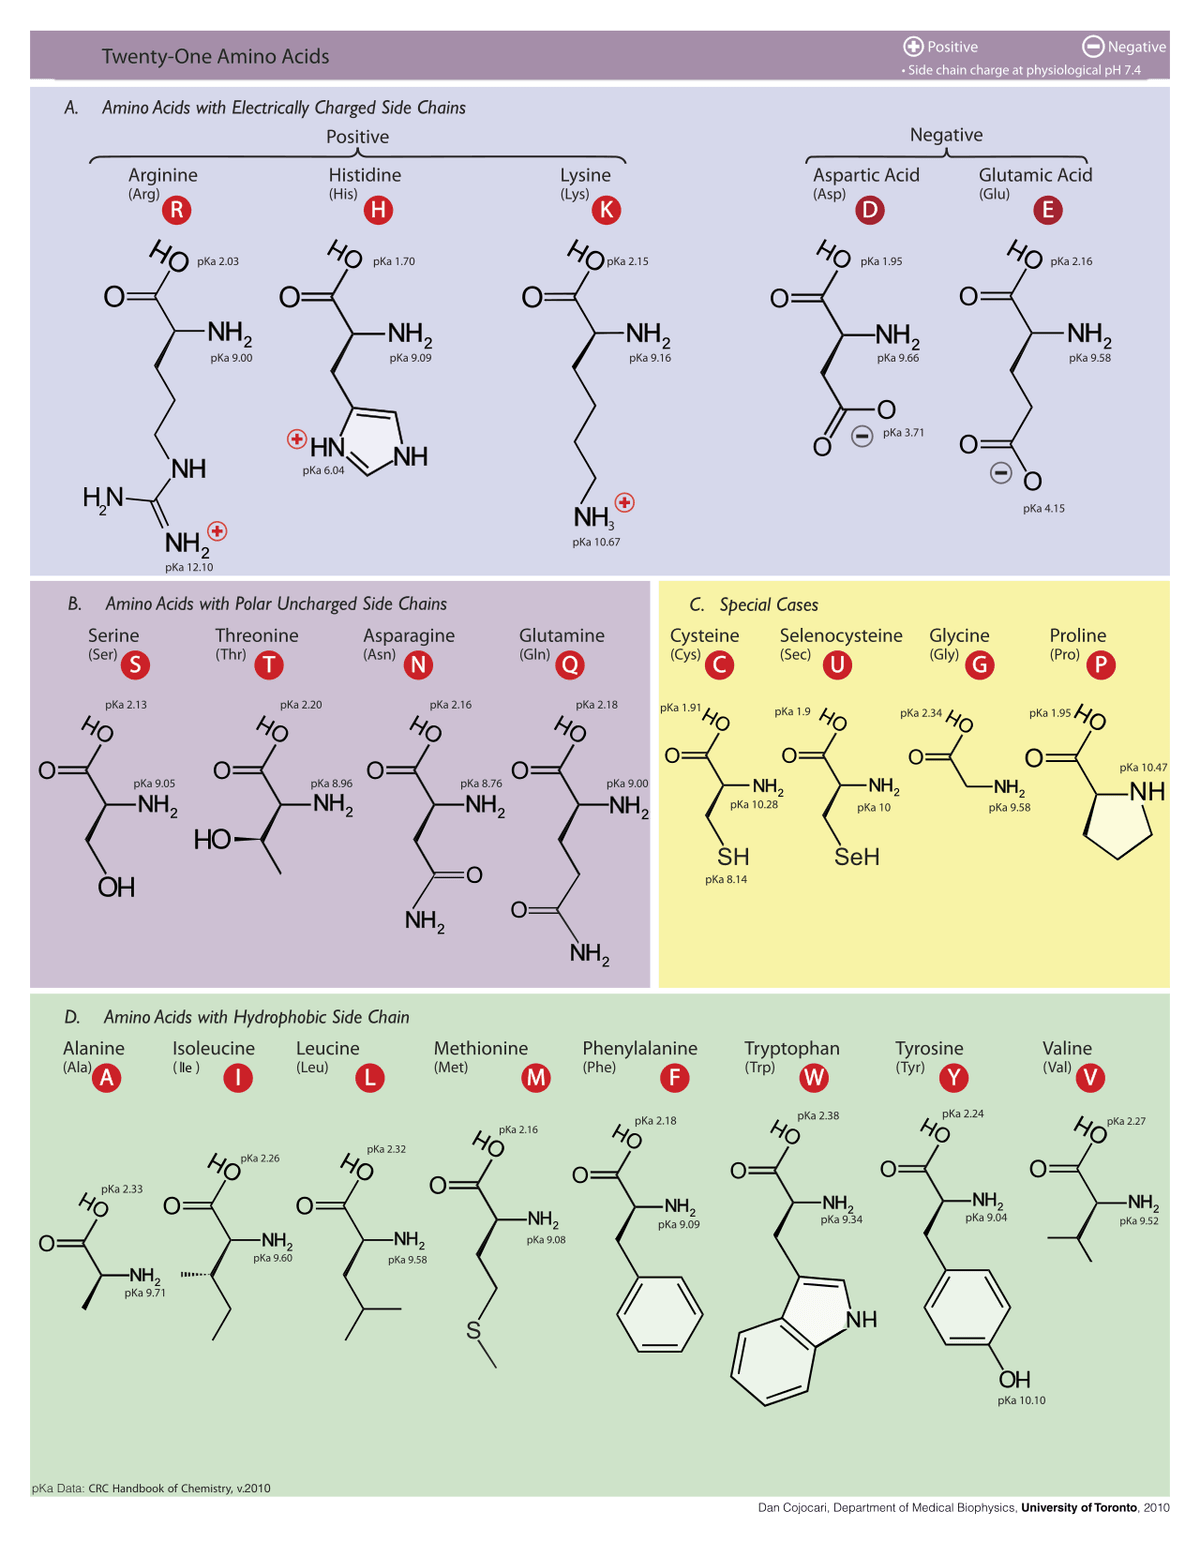 Twenty-One Amino Acids
Positive
Negative
• Side chain charge at physiological pH 7.4
A. Amino Acids with Electrically Charged Side Chains
Positive
Negative
Arginine
(Arg)
R
Histidine
(His)
H
Lysine
(Lys)
K
Aspartic Acid
(Asp)
D
Glutamic Acid
(Glu)
E
HO
pKa 2.03
O
NH2
pKa 9.00
NH
H2N
NH2
pKa 12.10
HO
pKa 1.70
O
NH2
pKa 9.09
HN
NH
pKa 6.04
HO
pKa 2.15
O
NH2
pKa 9.16
NH3
pKa 10.67
HO
pKa 1.95
O
NH2
pKa 9.66
O
O
pKa 3.71
HO
pKa 2.16
O
NH2
pKa 9.58
O
O
pKa 4.15
B. Amino Acids with Polar Uncharged Side Chains
Serine
(Ser)
S
Threonine
(Thr)
T
Asparagine
(Asn)
N
Glutamine
(Gln)
Q
pKa 2.13
HO
O
pKa 9.05
NH2
OH
pKa 2.20
HO
O
pKa 8.96
NH2
HO
pKa 2.16
HO
O
pKa 8.76
NH2
O
NH2
pKa 2.18
HO
O
pKa 9.00
NH2
O
NH2
C. Special Cases
Cysteine
(Cys)
C
Selenocysteine
(Sec)
U
Glycine
(Gly)
G
Proline
(Pro)
P
pKa 1.91
HO
O
NH2
pKa 10.28
SH
pKa 8.14
pKa 1.9
HO
O
NH2
pKa 10
SeH
pKa 2.34
HO
O
NH2
pKa 9.58
pKa 1.95
HO
O
pKa 10.47
NH
D. Amino Acids with Hydrophobic Side Chain
Alanine
(Ala)
A
Isoleucine
(Ile)
I
Leucine
(Leu)
L
Methionine
(Met)
M
Phenylalanine
(Phe)
F
Tryptophan
(Trp)
W
Tyrosine
(Tyr)
Y
Valine
(Val)
V
pKa 2.33
HO
O
NH2
pKa 9.71
pKa 2.26
HO
O
NH2
pKa 9.60
pKa 2.32
HO
O
NH2
pKa 9.58
pKa 2.16
HO
O
NH2
pKa 9.08
S
pKa 2.18
HO
O
NH2
pKa 9.09
pKa 2.38
HO
O
NH2
pKa 9.34
NH
pKa 2.24
HO
O
NH2
pKa 9.04
OH
pKa 10.10
pKa 2.27
HO
O
NH2
pKa 9.52
pKa Data: CRC Handbook of Chemistry, v.2010
Dan Cojocari, Department of Medical Biophysics, University of Toronto, 2010